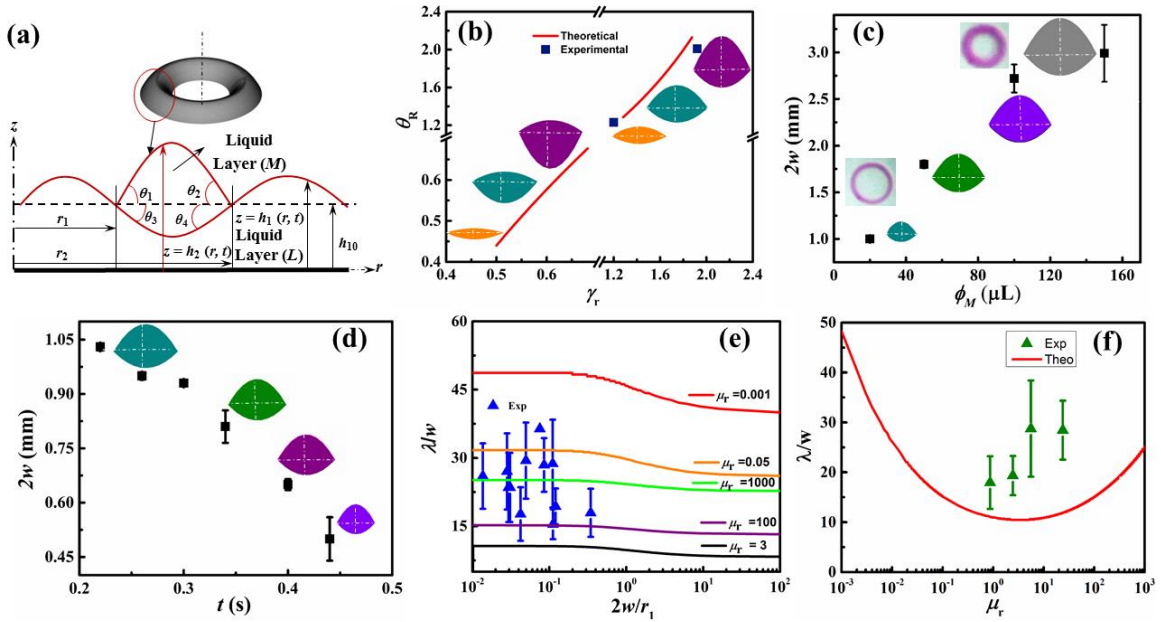 (a)
z
Liquid
Layer (M)
θ1
θ2
θ3
θ4
r1
z = h1 (r, t)
Liquid
Layer (L)
h10
r2
z = h2 (r, t)
r
(b)
Theoretical
Experimental
2.4
2.0
1.6
1.2
0.6
0.5
0.4
θR
0.4 0.5 0.6 1.2 1.6 2.0 2.4
γr
(c)
3.0
2.5
2.0
1.5
1.0
2w (mm)
0 40 80 120 160
ϕM (µL)
(d)
1.05
0.90
0.75
0.60
0.45
2w (mm)
0.2 0.3 0.4 0.5
t (s)
(e)
60
45
30
15
λ/w
μr = 0.001
Exp
μr = 0.05
μr = 1000
μr = 100
μr = 3
10-2 10-1 100 101 102
2w/r1
(f)
Exp
Theo
50
40
30
20
10
0
λ/w
10-3 10-2 10-1 100 101 102 103
μr